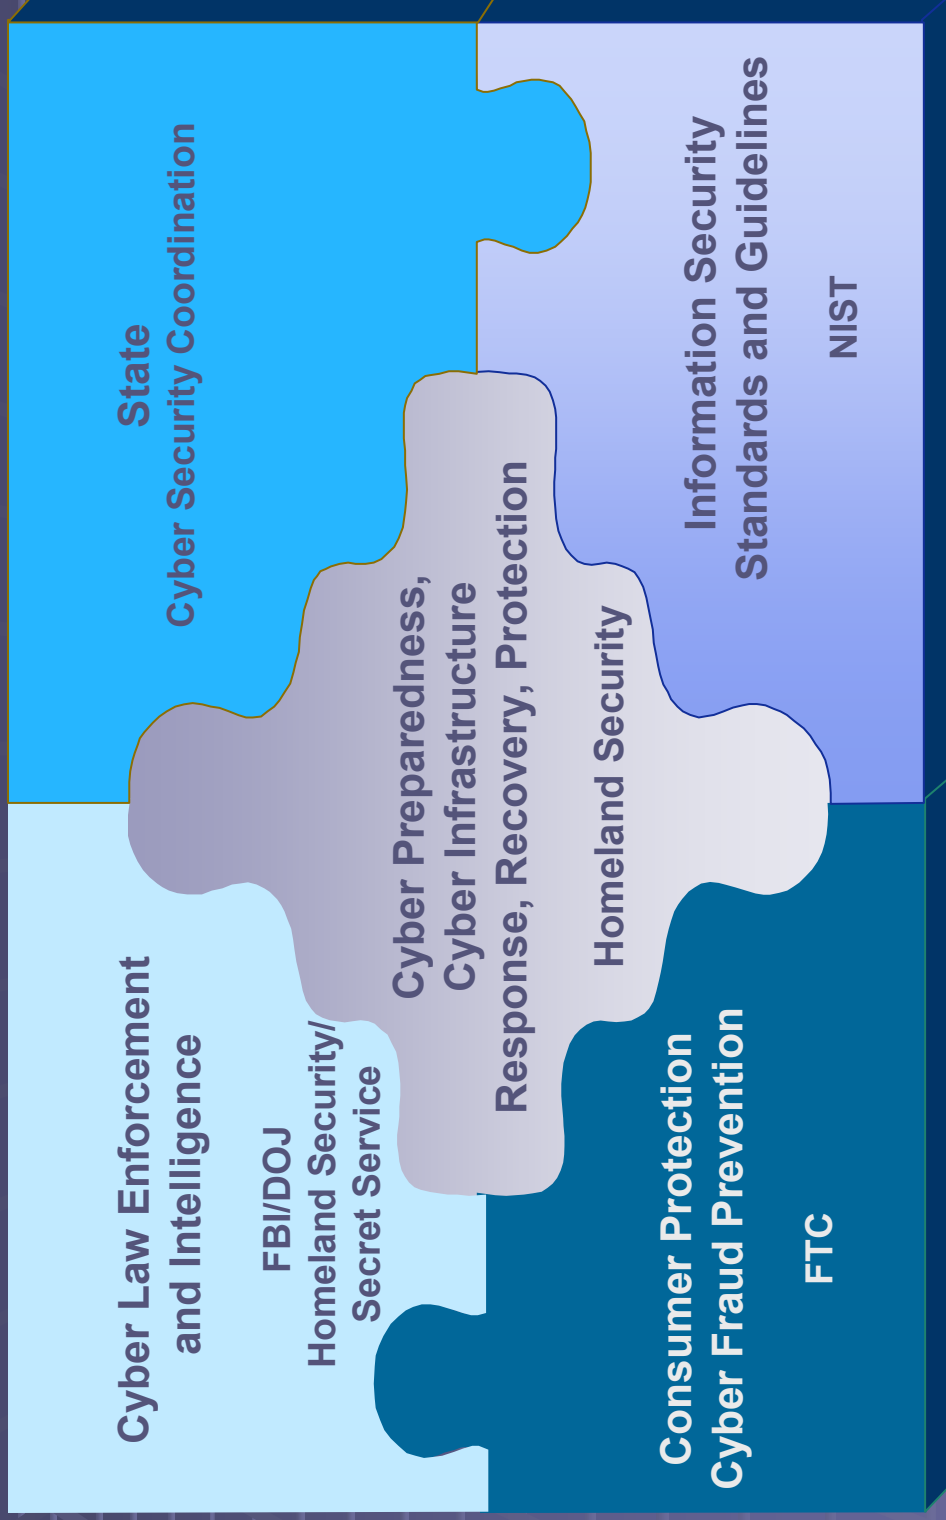 Cyber Law Enforcement
and Intelligence
FBI/DOJ
Homeland Security/
Secret Service
State
Cyber Security Coordination
Cyber Preparedness,
Cyber Infrastructure
Response, Recovery, Protection
Homeland Security
Consumer Protection
Cyber Fraud Prevention
FTC
Information Security
Standards and Guidelines
NIST